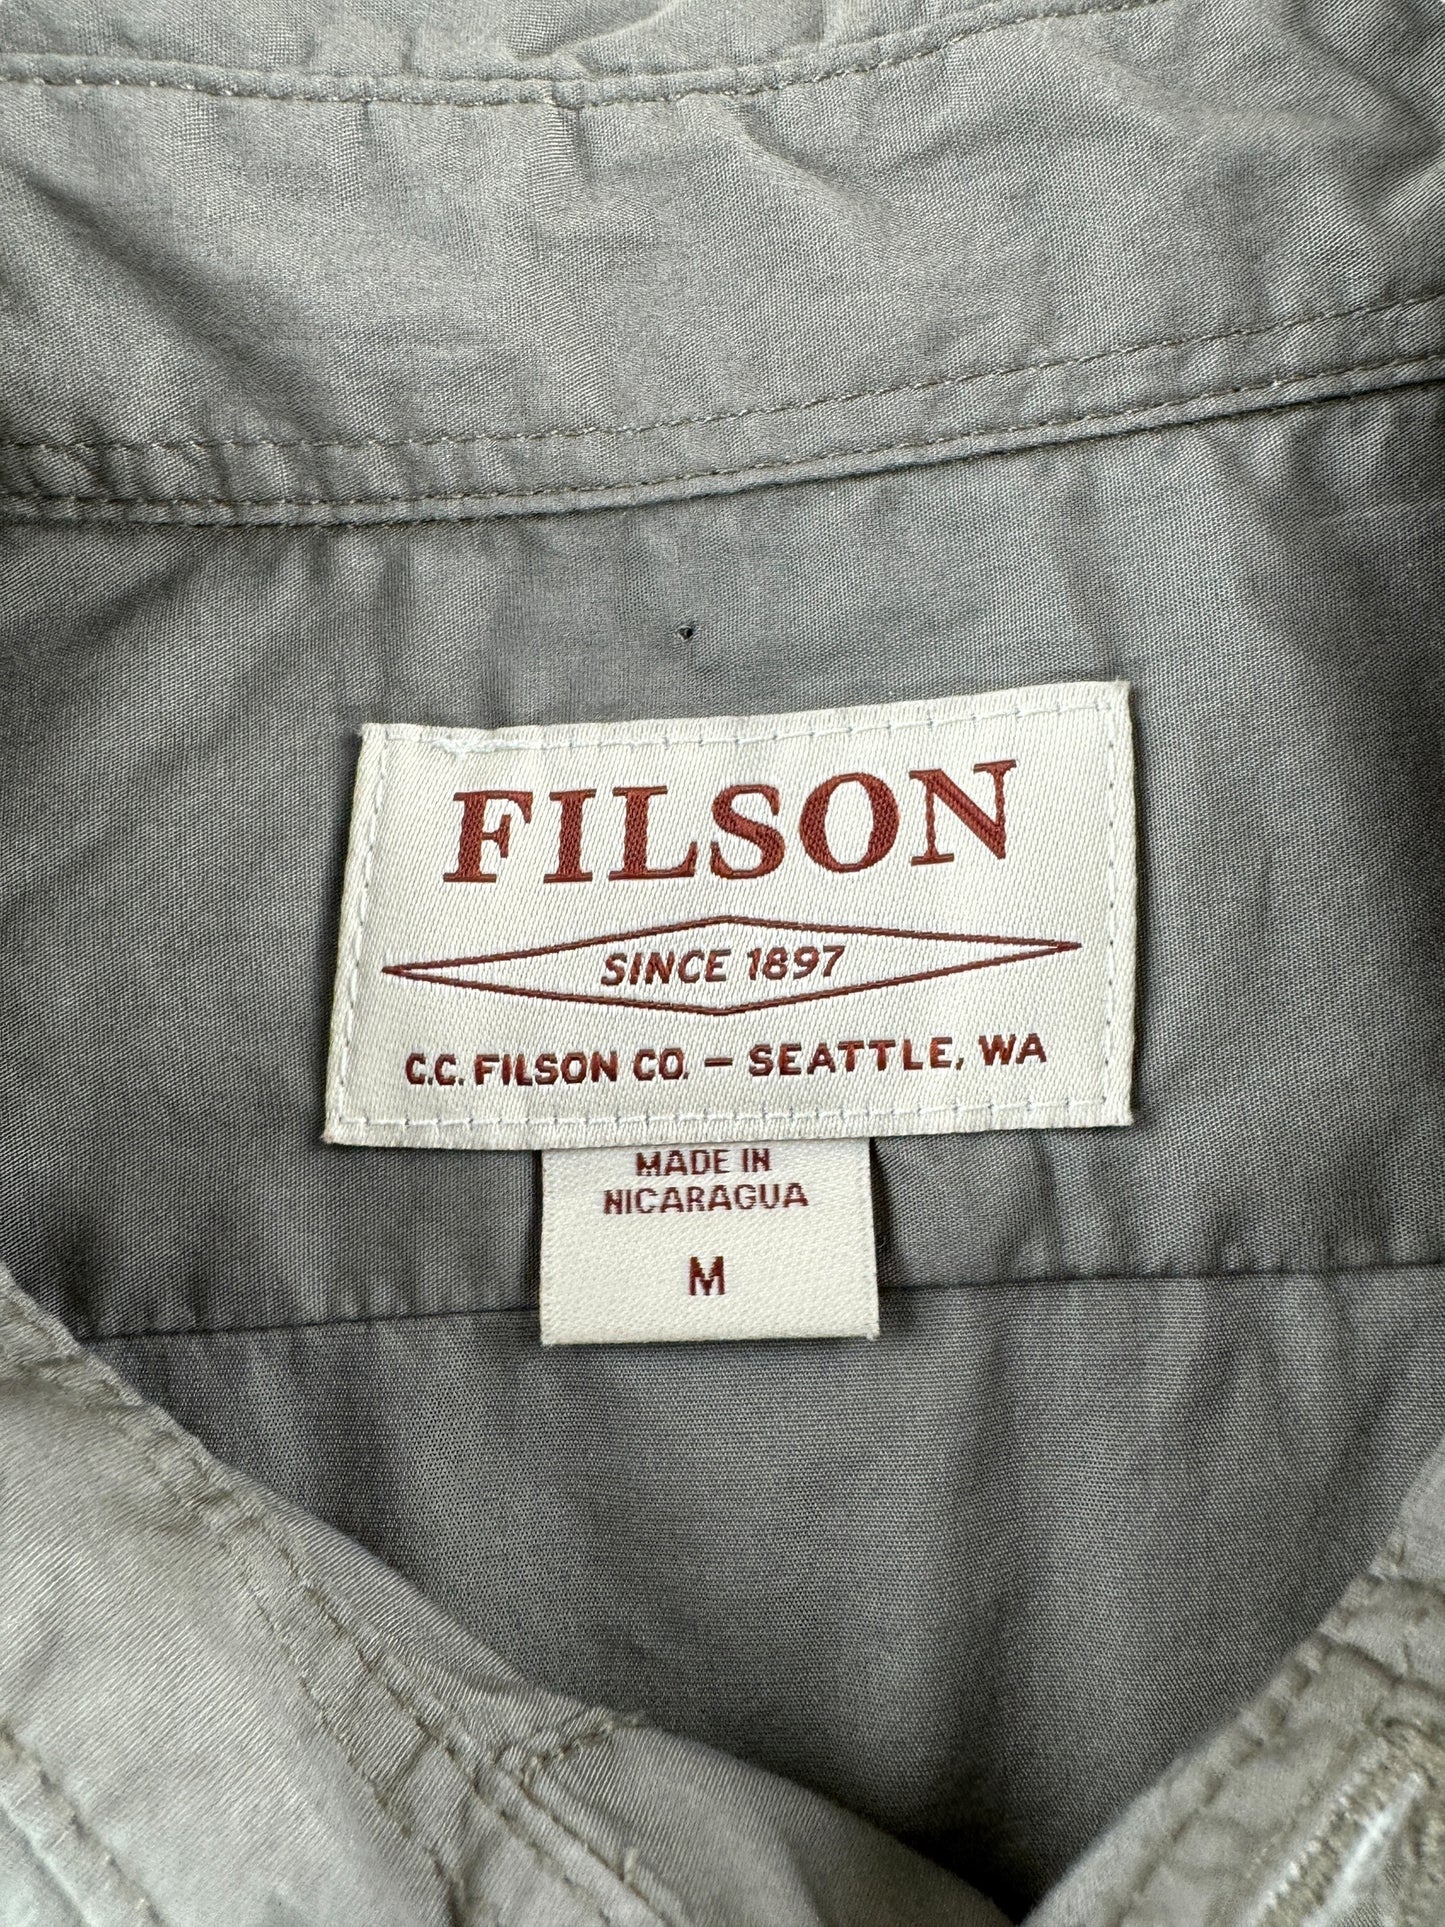 FILSON
SINCE 1897
C.C. FILSON CO. – SEATTLE, WA
MADE IN
NICARAGUA
M